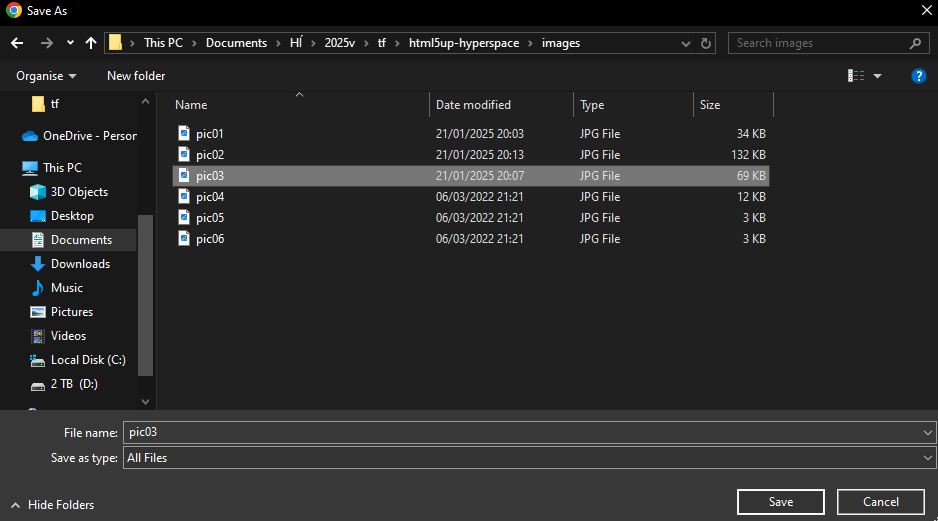 Save As
This PC > Documents > HÍ > 2025v > tf > html5up-hyperspace > images
Search images
Organise New folder
tf
OneDrive - Person
This PC
3D Objects
Desktop
Documents
Downloads
Music
Pictures
Videos
Local Disk (C:)
2 TB (D:)
Name Date modified Type Size
pic01 21/01/2025 20:03 JPG File 34 KB
pic02 21/01/2025 20:13 JPG File 132 KB
pic03 21/01/2025 20:07 JPG File 69 KB
pic04 06/03/2022 21:21 JPG File 12 KB
pic05 06/03/2022 21:21 JPG File 3 KB
pic06 06/03/2022 21:21 JPG File 3 KB
File name: pic03
Save as type: All Files
Hide Folders
Save Cancel